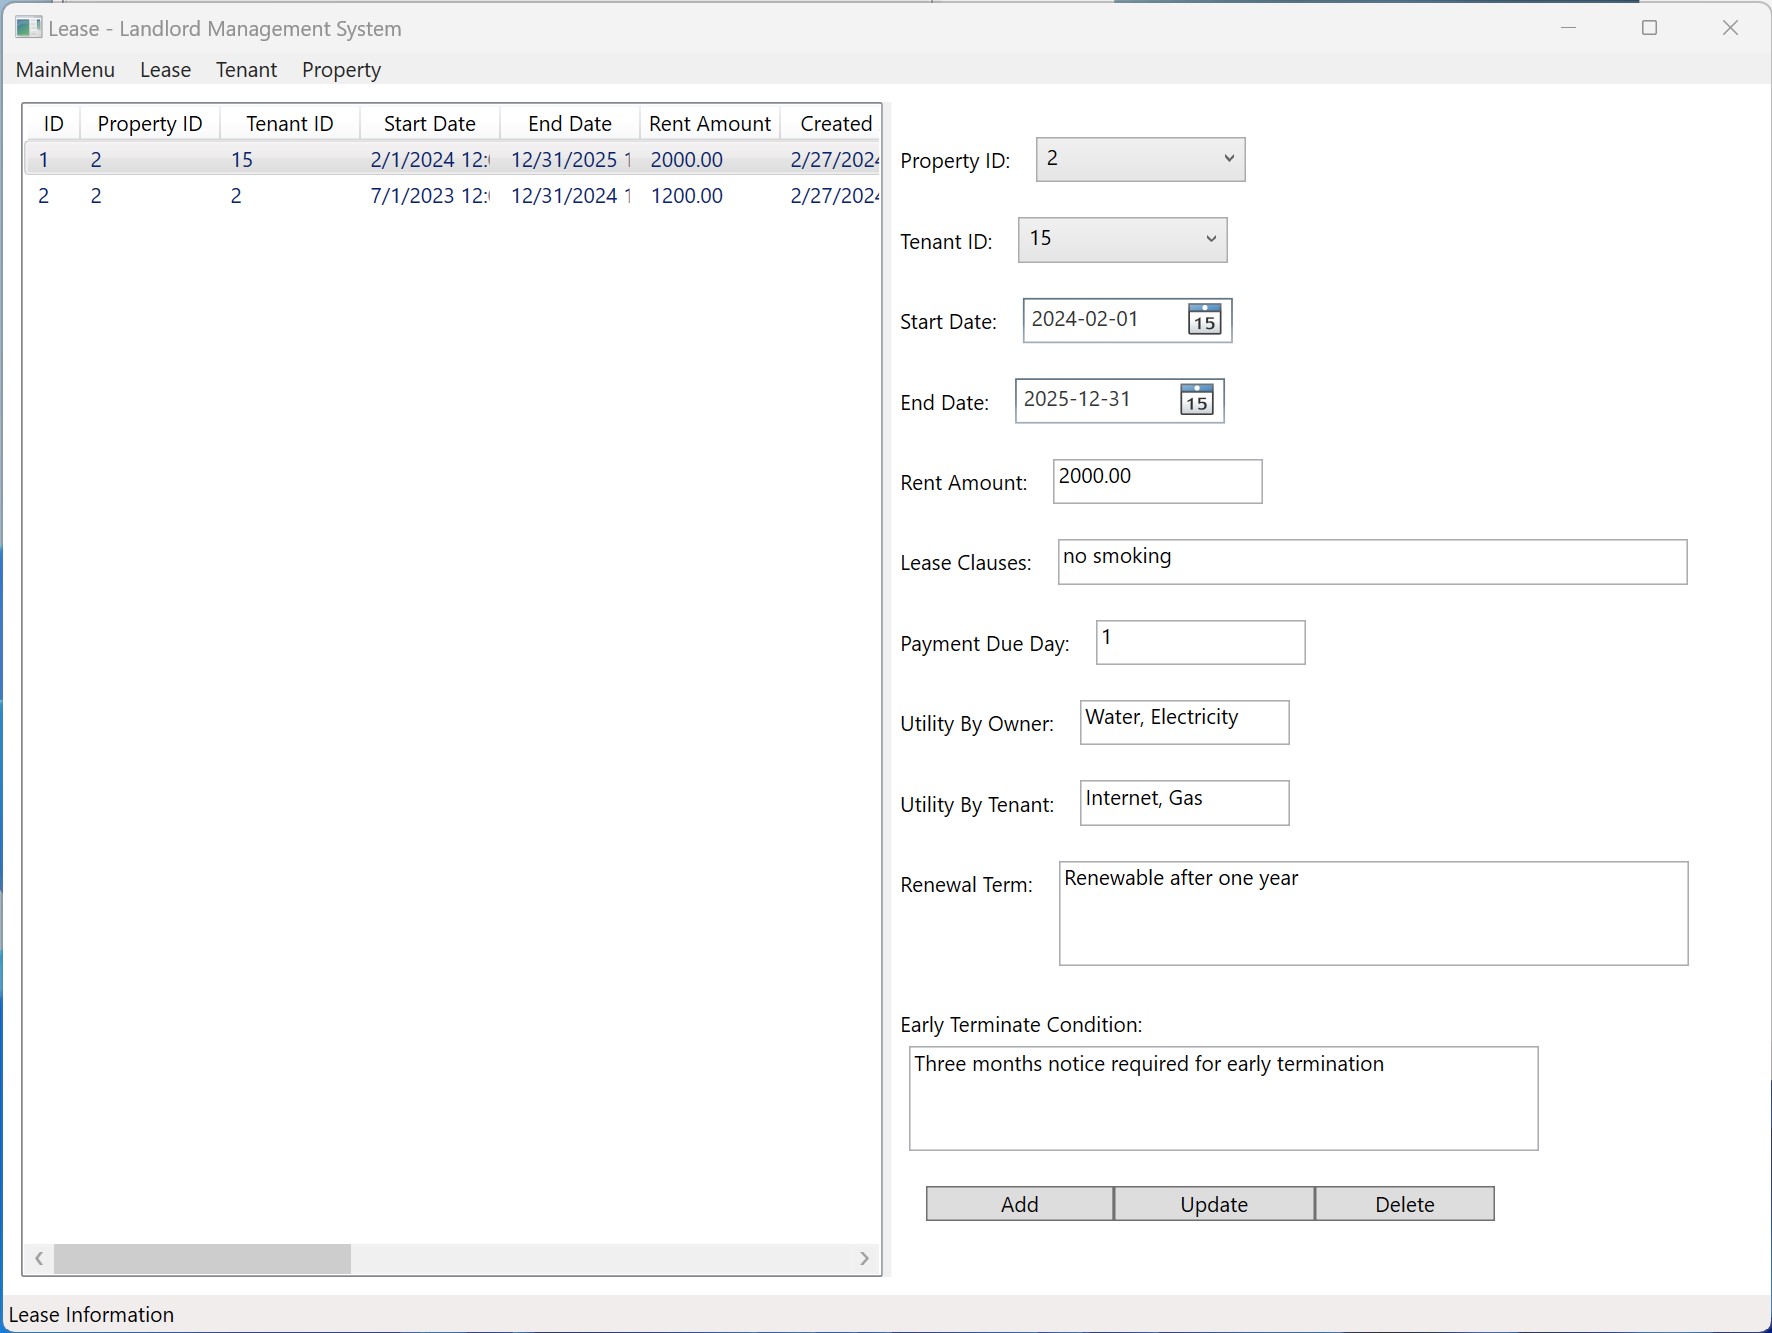 Lease - Landlord Management System
MainMenu Lease Tenant Property
ID Property ID Tenant ID Start Date End Date Rent Amount Created
1 2 15 2/1/2024 12: 12/31/2025 1 2000.00 2/27/2024
2 2 2 7/1/2023 12: 12/31/2024 1 1200.00 2/27/2024
Property ID: 2
Tenant ID: 15
Start Date: 2024-02-01 15
End Date: 2025-12-31 15
Rent Amount: 2000.00
Lease Clauses: no smoking
Payment Due Day: 1
Utility By Owner: Water, Electricity
Utility By Tenant: Internet, Gas
Renewal Term: Renewable after one year
Early Terminate Condition:
Three months notice required for early termination
Add Update Delete
Lease Information